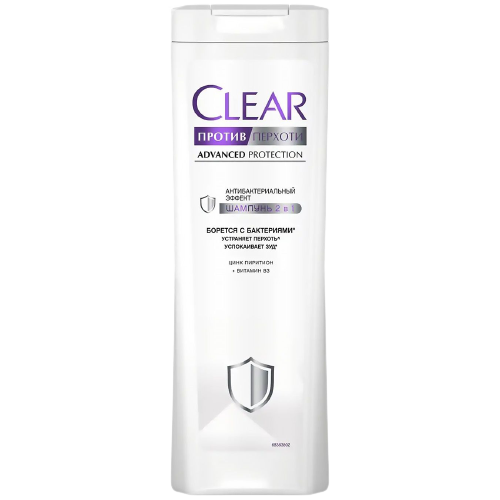 CLEAR
ПРОТИВ ПЕРХОТИ
ADVANCED PROTECTION
АНТИБАКТЕРИАЛЬНЫЙ
ЭФФЕКТ
ШАМПУНЬ 2 в 1
БОРЕТСЯ С БАКТЕРИЯМИ*
УСТРАНЯЕТ ПЕРХОТЬ^
УСПОКАИВАЕТ ЗУД*
ЦИНК ПИРИТИОН
+ ВИТАМИН B3